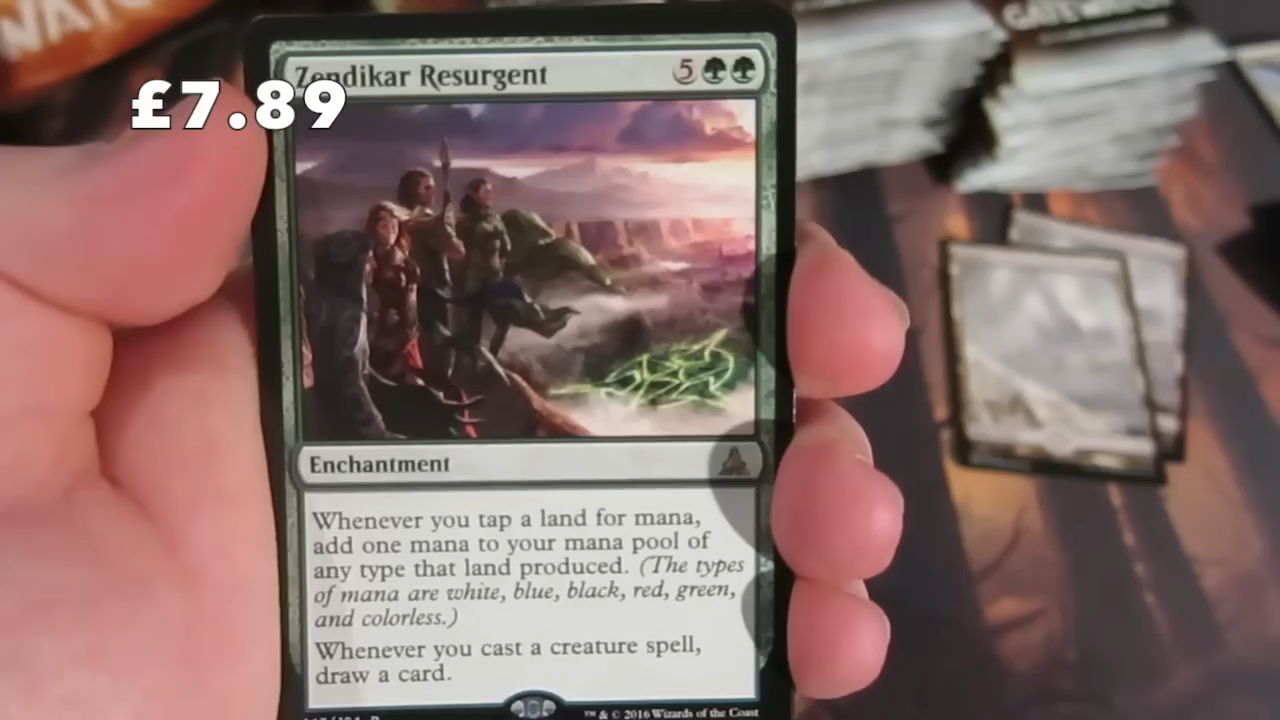 WAT
GATEWATCH
Zendikar Resurgent 5
£7.89
Enchantment
Whenever you tap a land for mana,
add one mana to your mana pool of
any type that land produced. (The types
of mana are white, blue, black, red, green,
and colorless.)
Whenever you cast a creature spell,
draw a card.
™ & © 2016 Wizards of the Coast